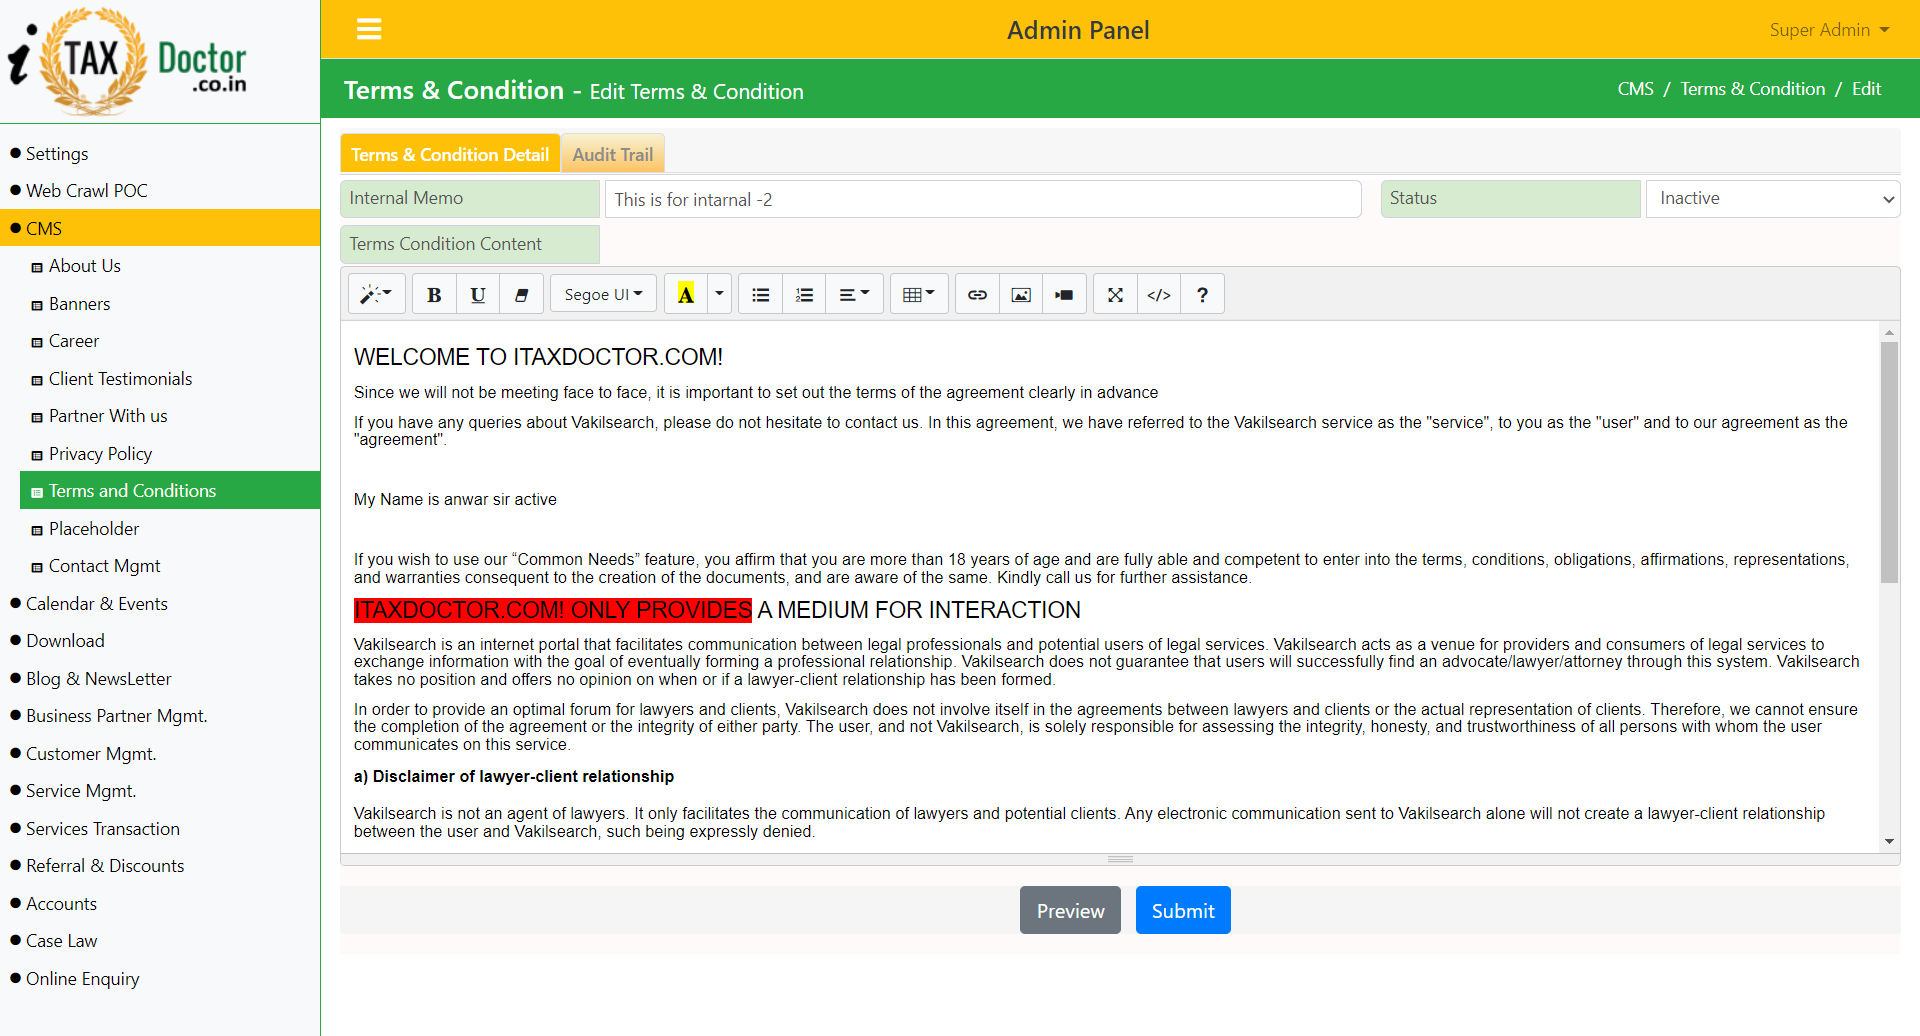 i TAX Doctor
.co.in
Admin Panel
Super Admin
Terms & Condition - Edit Terms & Condition
CMS / Terms & Condition / Edit
Settings
Web Crawl POC
CMS
About Us
Banners
Career
Client Testimonials
Partner With us
Privacy Policy
Terms and Conditions
Placeholder
Contact Mgmt
Calendar & Events
Download
Blog & NewsLetter
Business Partner Mgmt.
Customer Mgmt.
Service Mgmt.
Services Transaction
Referral & Discounts
Accounts
Case Law
Online Enquiry
Terms & Condition Detail
Audit Trail
Internal Memo
This is for intarnal -2
Status
Inactive
Terms Condition Content
B U Segoe UI A </> ?
WELCOME TO ITAXDOCTOR.COM!
Since we will not be meeting face to face, it is important to set out the terms of the agreement clearly in advance
If you have any queries about Vakilsearch, please do not hesitate to contact us. In this agreement, we have referred to the Vakilsearch service as the "service", to you as the "user" and to our agreement as the
"agreement".
My Name is anwar sir active
If you wish to use our “Common Needs” feature, you affirm that you are more than 18 years of age and are fully able and competent to enter into the terms, conditions, obligations, affirmations, representations,
and warranties consequent to the creation of the documents, and are aware of the same. Kindly call us for further assistance.
ITAXDOCTOR.COM! ONLY PROVIDES A MEDIUM FOR INTERACTION
Vakilsearch is an internet portal that facilitates communication between legal professionals and potential users of legal services. Vakilsearch acts as a venue for providers and consumers of legal services to
exchange information with the goal of eventually forming a professional relationship. Vakilsearch does not guarantee that users will successfully find an advocate/lawyer/attorney through this system. Vakilsearch
takes no position and offers no opinion on when or if a lawyer-client relationship has been formed.
In order to provide an optimal forum for lawyers and clients, Vakilsearch does not involve itself in the agreements between lawyers and clients or the actual representation of clients. Therefore, we cannot ensure
the completion of the agreement or the integrity of either party. The user, and not Vakilsearch, is solely responsible for assessing the integrity, honesty, and trustworthiness of all persons with whom the user
communicates on this service.
a) Disclaimer of lawyer-client relationship
Vakilsearch is not an agent of lawyers. It only facilitates the communication of lawyers and potential clients. Any electronic communication sent to Vakilsearch alone will not create a lawyer-client relationship
between the user and Vakilsearch, such being expressly denied.
Preview
Submit